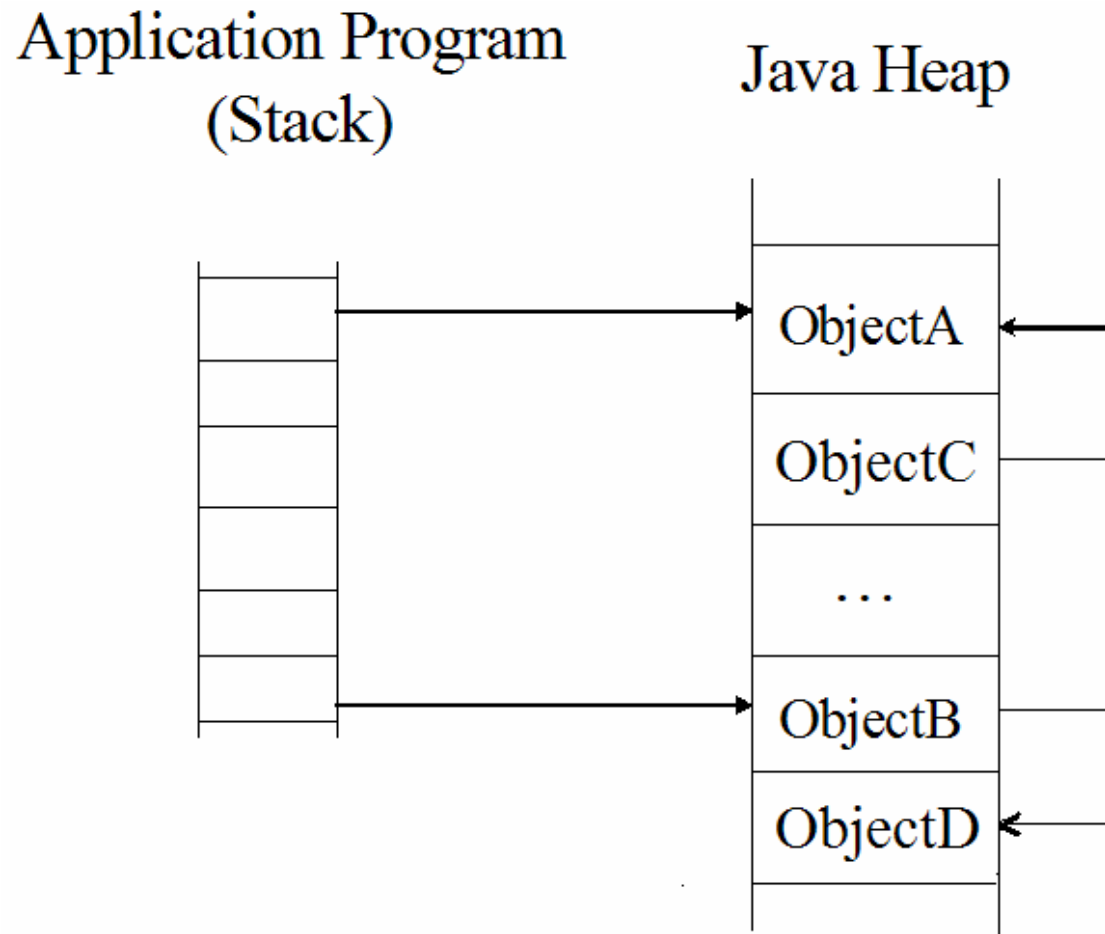 Application Program
(Stack)
Java Heap
ObjectA
ObjectC
...
ObjectB
ObjectD